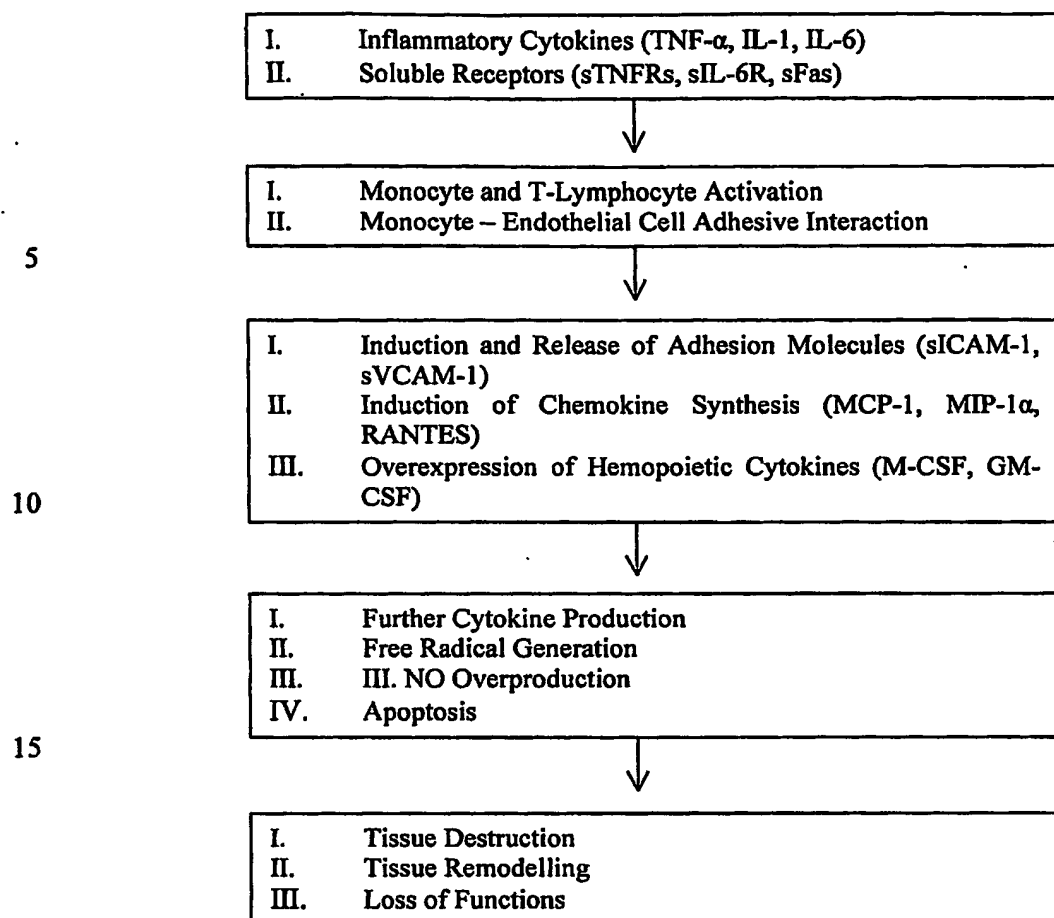 I. Inflammatory Cytokines (TNF-α, IL-1, IL-6)
II. Soluble Receptors (sTNFRs, sIL-6R, sFas)
I. Monocyte and T-Lymphocyte Activation
II. Monocyte – Endothelial Cell Adhesive Interaction
5
I. Induction and Release of Adhesion Molecules (sICAM-1,
sVCAM-1)
II. Induction of Chemokine Synthesis (MCP-1, MIP-1α,
RANTES)
III. Overexpression of Hemopoietic Cytokines (M-CSF, GM-
CSF)
10
I. Further Cytokine Production
II. Free Radical Generation
III. III. NO Overproduction
IV. Apoptosis
15
I. Tissue Destruction
II. Tissue Remodelling
III. Loss of Functions